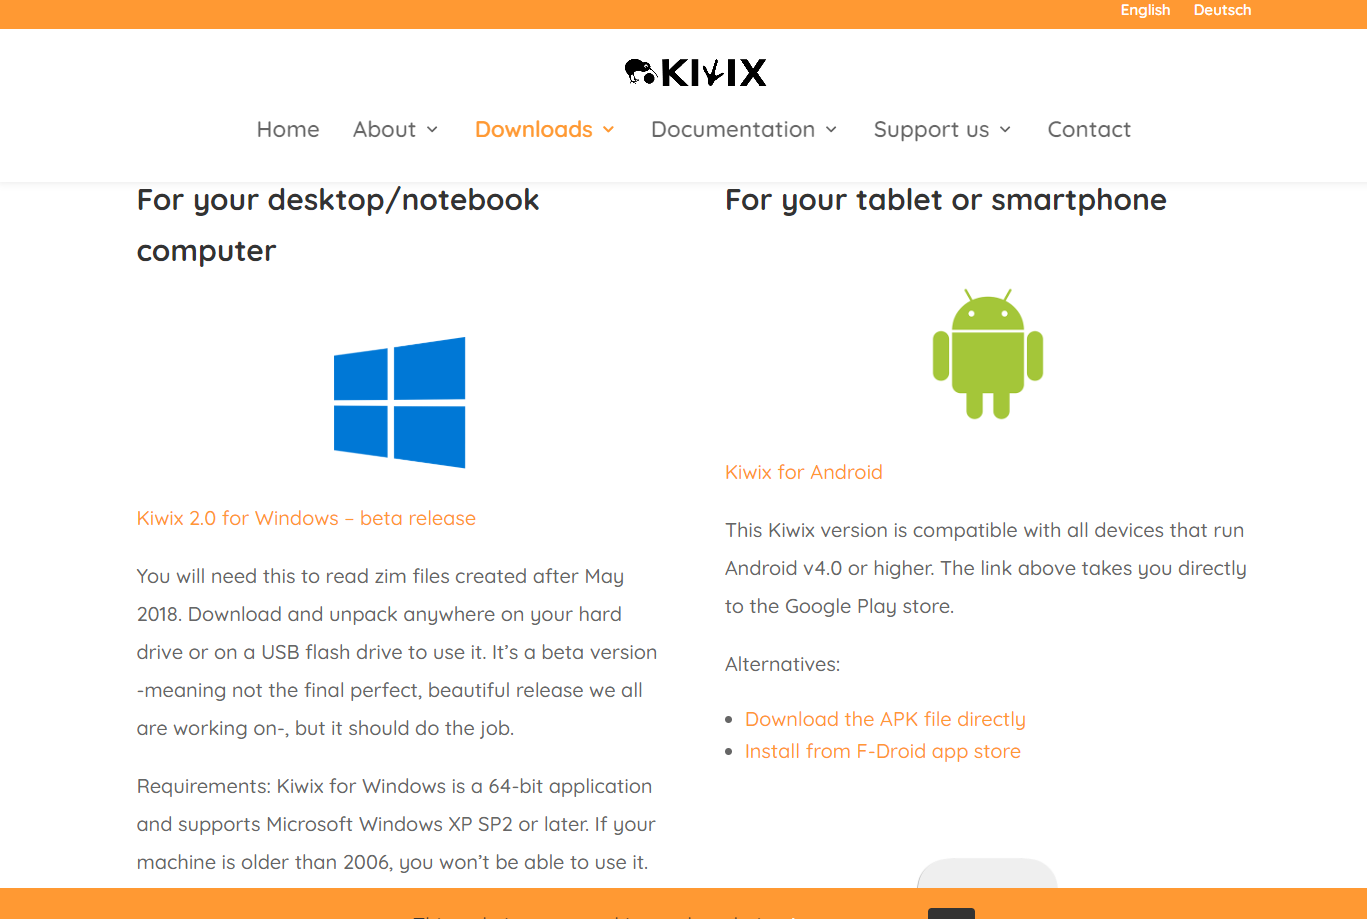 English Deutsch
KIWIX
Home About Downloads Documentation Support us Contact
For your desktop/notebook
computer
Kiwix 2.0 for Windows – beta release
You will need this to read zim files created after May
2018. Download and unpack anywhere on your hard
drive or on a USB flash drive to use it. It’s a beta version
-meaning not the final perfect, beautiful release we all
are working on-, but it should do the job.
Requirements: Kiwix for Windows is a 64-bit application
and supports Microsoft Windows XP SP2 or later. If your
machine is older than 2006, you won’t be able to use it.
For your tablet or smartphone
Kiwix for Android
This Kiwix version is compatible with all devices that run
Android v4.0 or higher. The link above takes you directly
to the Google Play store.
Alternatives:
Download the APK file directly
Install from F-Droid app store